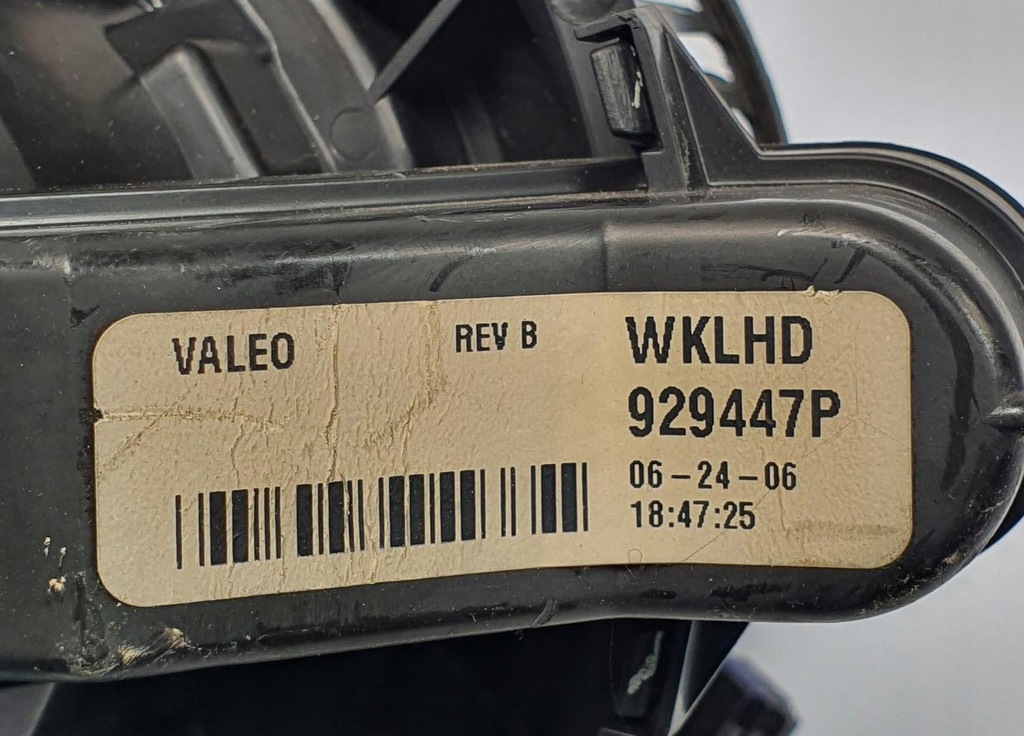 VALEO
REV B
WKLHD
929447P
06-24-06
18:47:25